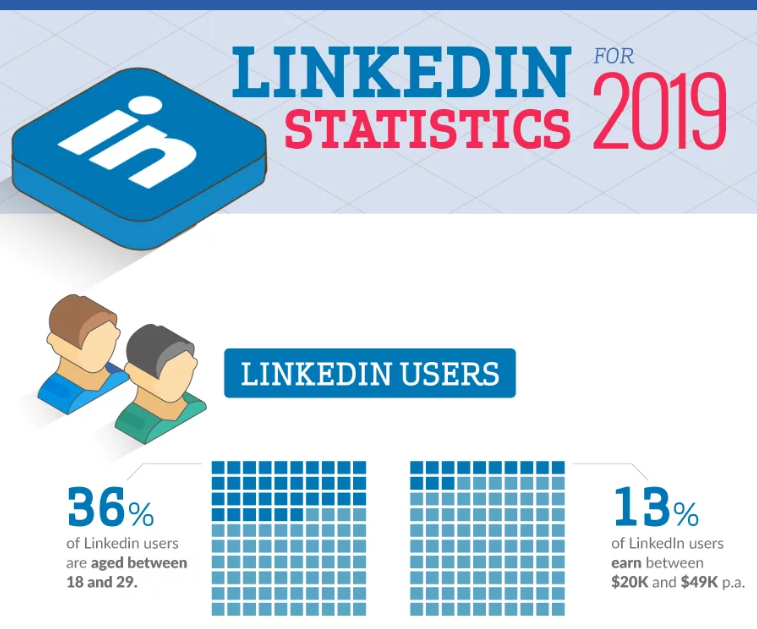 in
LINKEDIN FOR
STATISTICS 2019
LINKEDIN USERS
36%
of Linkedin users
are aged between
18 and 29.
13%
of LinkedIn users
earn between
$20K and $49K p.a.